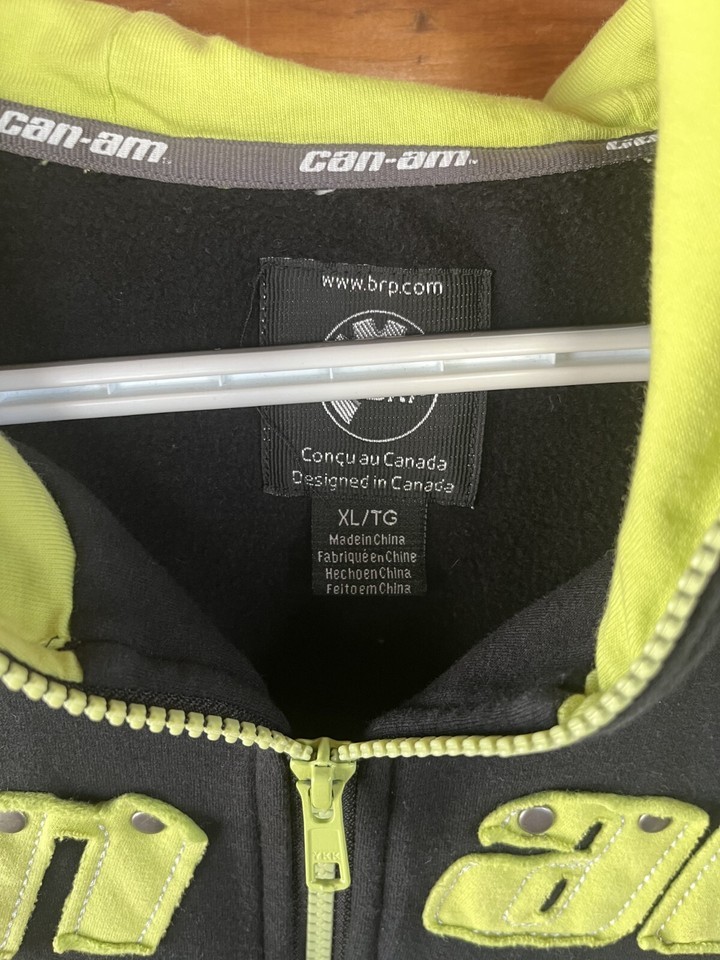 can-am
can-am
www.brp.com
Conçu au Canada
Designed in Canada
XL/TG
Made in China
Fabriqué en Chine
Hecho en China
Feito em China
YKK
n a